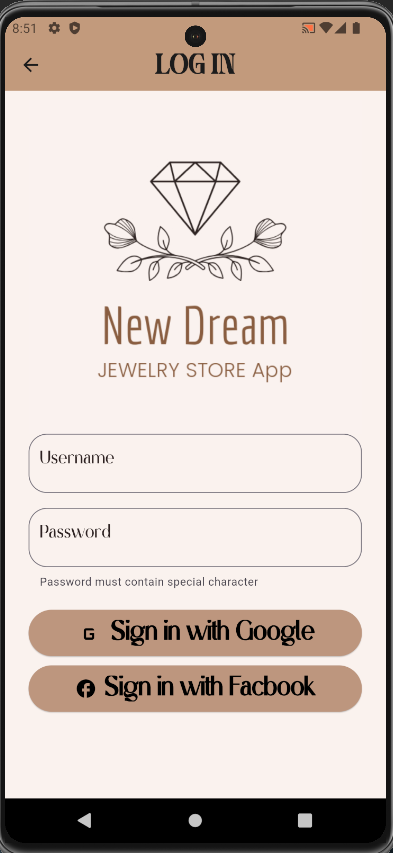 8:51
LOG IN
New Dream
JEWELRY STORE App
Username
Password
Password must contain special character
G Sign in with Google
Sign in with Facbook